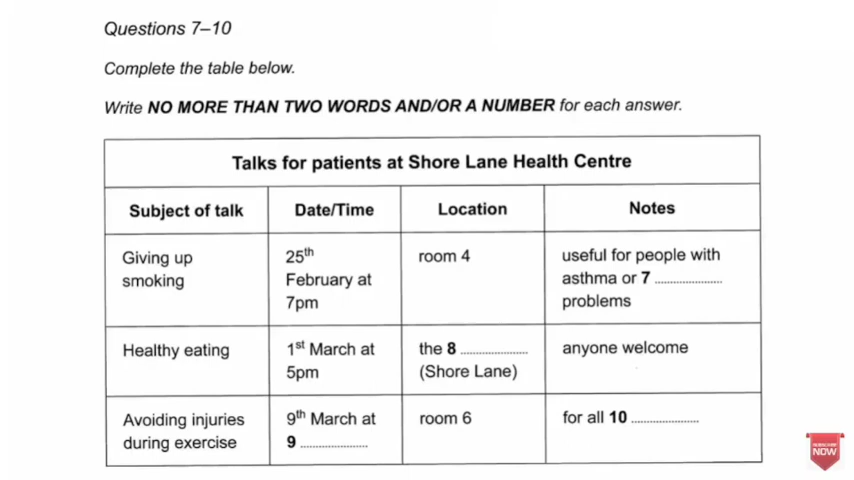 Questions 7–10
Complete the table below.
Write NO MORE THAN TWO WORDS AND/OR A NUMBER for each answer.
Talks for patients at Shore Lane Health Centre
Subject of talk
Date/Time
Location
Notes
Giving up
smoking
25th
February at
7pm
room 4
useful for people with
asthma or 7 ....................
problems
Healthy eating
1st March at
5pm
the 8 ....................
(Shore Lane)
anyone welcome
Avoiding injuries
during exercise
9th March at
9 ....................
room 6
for all 10 ....................
NOW